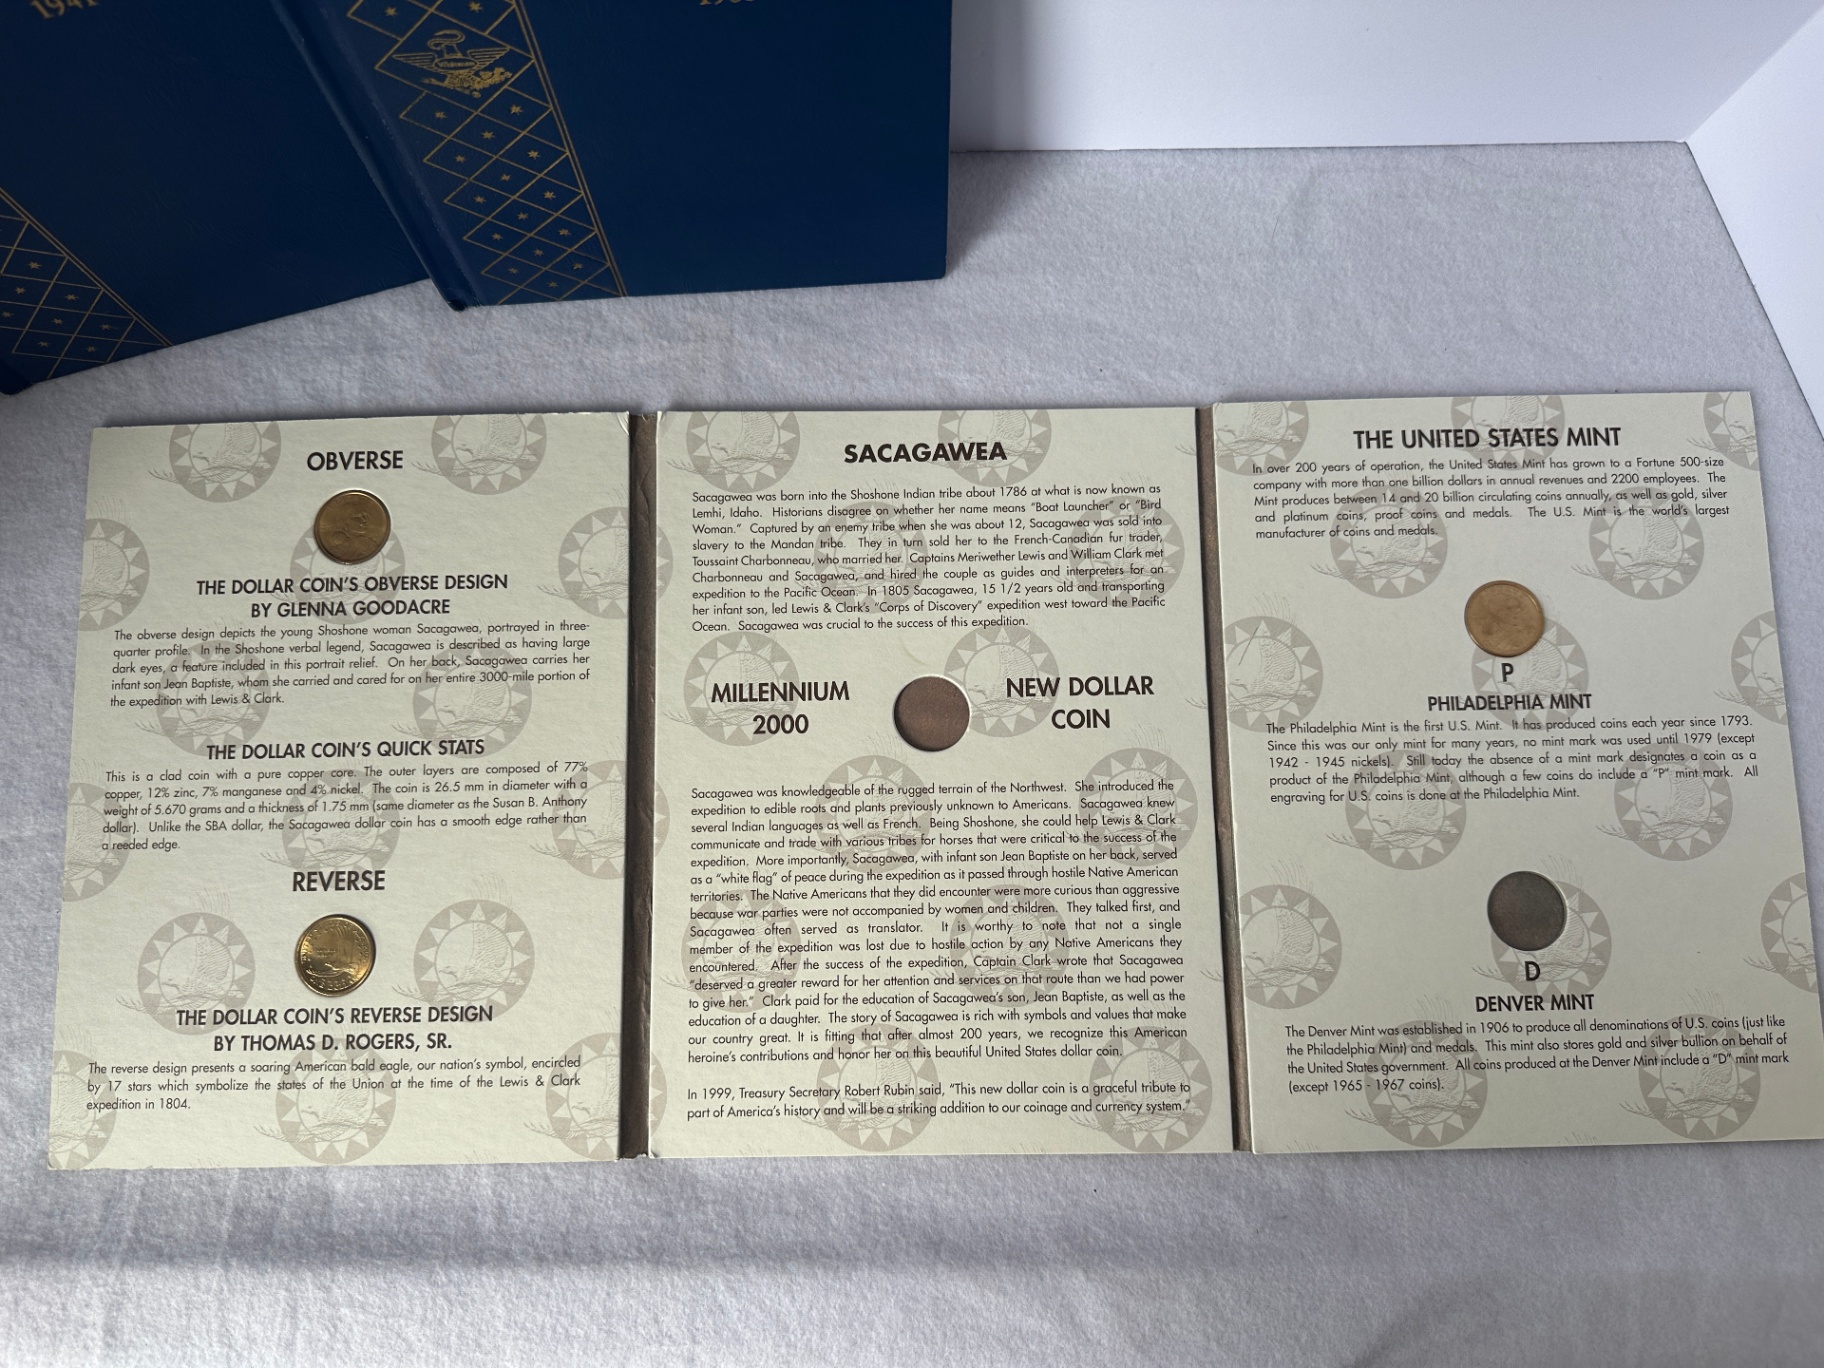 1941
Whitman
OBVERSE
THE DOLLAR COIN'S OBVERSE DESIGN
BY GLENNA GOODACRE
The obverse design depicts the young Shoshone woman Sacagawea, portrayed in three-
quarter profile. In the Shoshone verbal legend, Sacagawea is described as having large
dark eyes, a feature included in this portrait relief. On her back, Sacagawea carries her
infant son Jean Baptiste, whom she carried and cared for on her entire 3000-mile portion of
the expedition with Lewis & Clark.
THE DOLLAR COIN'S QUICK STATS
This is a clad coin with a pure copper core. The outer layers are composed of 77%
copper, 12% zinc, 7% manganese and 4% nickel. The coin is 26.5 mm in diameter with a
weight of 5.670 grams and a thickness of 1.75 mm (same diameter as the Susan B. Anthony
dollar). Unlike the SBA dollar, the Sacagawea dollar coin has a smooth edge rather than
a reeded edge.
REVERSE
THE DOLLAR COIN'S REVERSE DESIGN
BY THOMAS D. ROGERS, SR.
The reverse design presents a soaring American bald eagle, our nation's symbol, encircled
by 17 stars which symbolize the states of the Union at the time of the Lewis & Clark
expedition in 1804.
SACAGAWEA
Sacagawea was born into the Shoshone Indian tribe about 1786 at what is now known as
Lemhi, Idaho. Historians disagree on whether her name means "Boat Launcher" or "Bird
Woman." Captured by an enemy tribe when she was about 12, Sacagawea was sold into
slavery to the Mandan tribe. They in turn sold her to the French-Canadian fur trader,
Toussaint Charbonneau, who married her. Captains Meriwether Lewis and William Clark met
Charbonneau and Sacagawea, and hired the couple as guides and interpreters for an
expedition to the Pacific Ocean. In 1805 Sacagawea, 15 1/2 years old and transporting
her infant son, led Lewis & Clark's "Corps of Discovery" expedition west toward the Pacific
Ocean. Sacagawea was crucial to the success of this expedition.
MILLENNIUM
2000
NEW DOLLAR
COIN
Sacagawea was knowledgeable of the rugged terrain of the Northwest. She introduced the
expedition to edible roots and plants previously unknown to Americans. Sacagawea knew
several Indian languages as well as French. Being Shoshone, she could help Lewis & Clark
communicate and trade with various tribes for horses that were critical to the success of the
expedition. More importantly, Sacagawea, with infant son Jean Baptiste on her back, served
as a "white flag" of peace during the expedition as it passed through hostile Native American
territories. The Native Americans that they did encounter were more curious than aggressive
because war parties were not accompanied by women and children. They talked first, and
Sacagawea often served as translator. It is worthy to note that not a single
member of the expedition was lost due to hostile action by any Native Americans they
encountered. After the success of the expedition, Captain Clark wrote that Sacagawea
"deserved a greater reward for her attention and services on that route than we had power
to give her." Clark paid for the education of Sacagawea's son, Jean Baptiste, as well as the
education of a daughter. The story of Sacagawea is rich with symbols and values that make
our country great. It is fitting that after almost 200 years, we recognize this American
heroine's contributions and honor her on this beautiful United States dollar coin.
In 1999, Treasury Secretary Robert Rubin said, "This new dollar coin is a graceful tribute to
part of America's history and will be a striking addition to our coinage and currency system."
THE UNITED STATES MINT
In over 200 years of operation, the United States Mint has grown to a Fortune 500-size
company with more than one billion dollars in annual revenues and 2200 employees. The
Mint produces between 14 and 20 billion circulating coins annually, as well as gold, silver
and platinum coins, proof coins and medals. The U.S. Mint is the world's largest
manufacturer of coins and medals.
P
PHILADELPHIA MINT
The Philadelphia Mint is the first U.S. Mint. It has produced coins each year since 1793.
Since this was our only mint for many years, no mint mark was used until 1979 (except
1942 - 1945 nickels). Still today the absence of a mint mark designates a coin as a
product of the Philadelphia Mint, although a few coins do include a "P" mint mark. All
engraving for U.S. coins is done at the Philadelphia Mint.
D
DENVER MINT
The Denver Mint was established in 1906 to produce all denominations of U.S. coins (just like
the Philadelphia Mint) and medals. This mint also stores gold and silver bullion on behalf of
the United States government. All coins produced at the Denver Mint include a "D" mint mark
(except 1965 - 1967 coins).